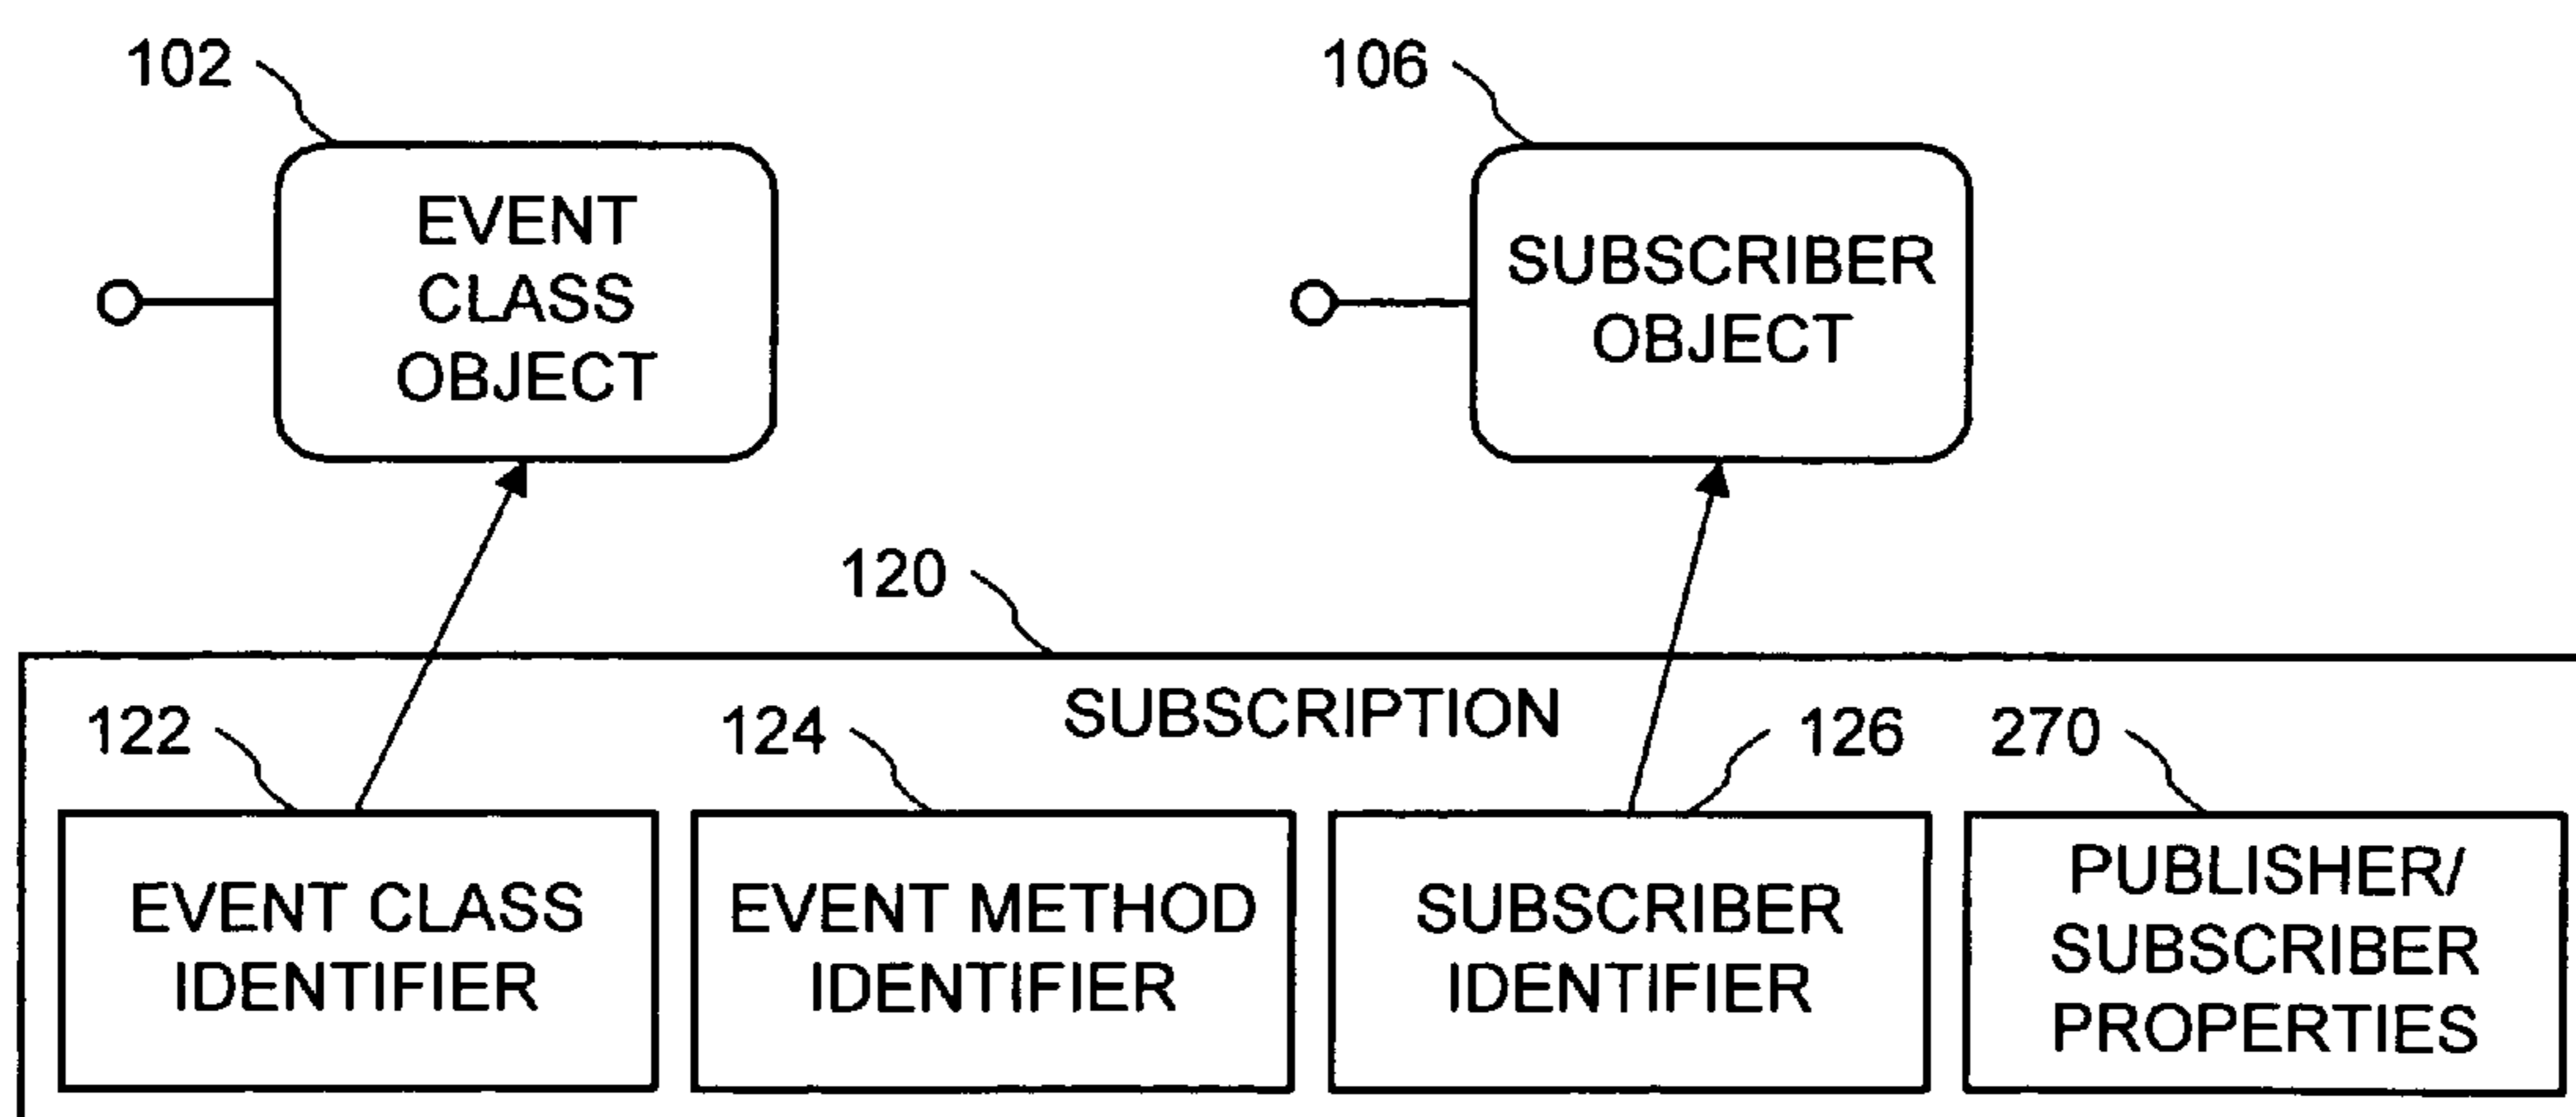 102
106
EVENT
CLASS
OBJECT
SUBSCRIBER
OBJECT
120
SUBSCRIPTION
122
124
126
270
EVENT CLASS
IDENTIFIER
EVENT METHOD
IDENTIFIER
SUBSCRIBER
IDENTIFIER
PUBLISHER/
SUBSCRIBER
PROPERTIES